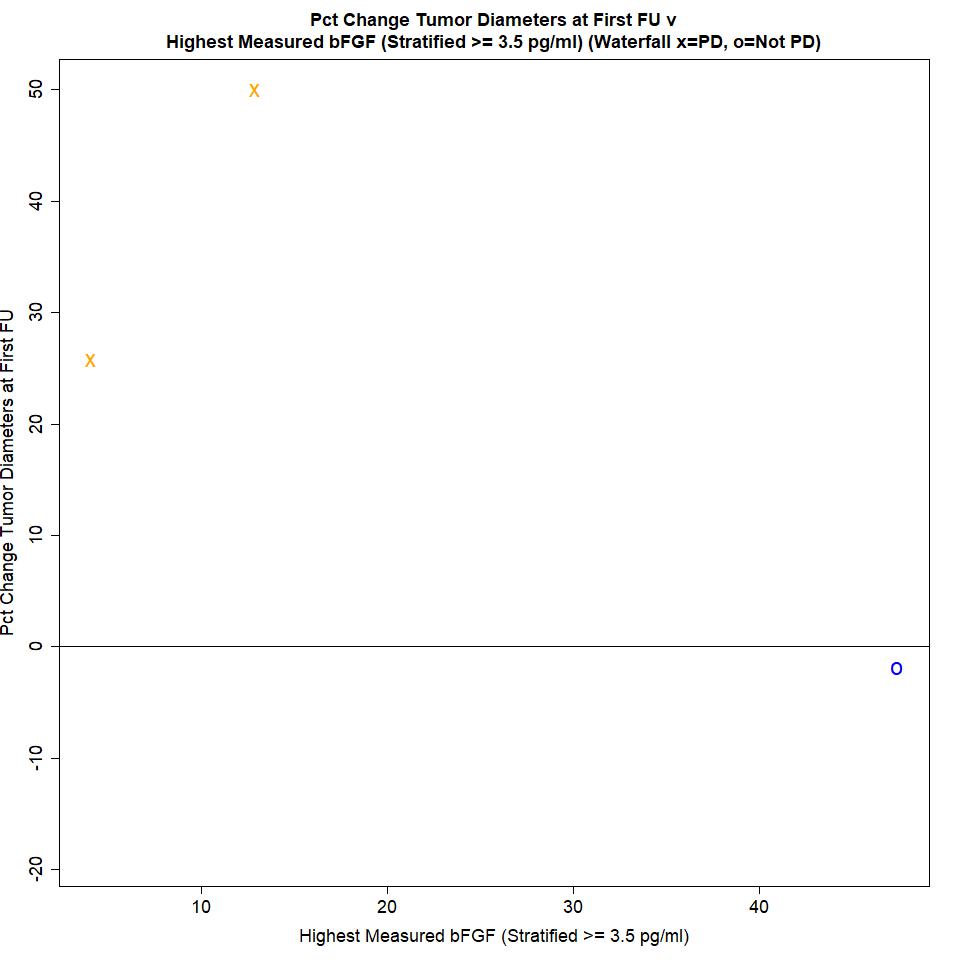 Pct Change Tumor Diameters at First FU v
Highest Measured bFGF (Stratified >= 3.5 pg/ml) (Waterfall x=PD, o=Not PD)
Pct Change Tumor Diameters at First FU
50
40
30
20
10
0
-10
-20
X
X
O
10 20 30 40
Highest Measured bFGF (Stratified >= 3.5 pg/ml)